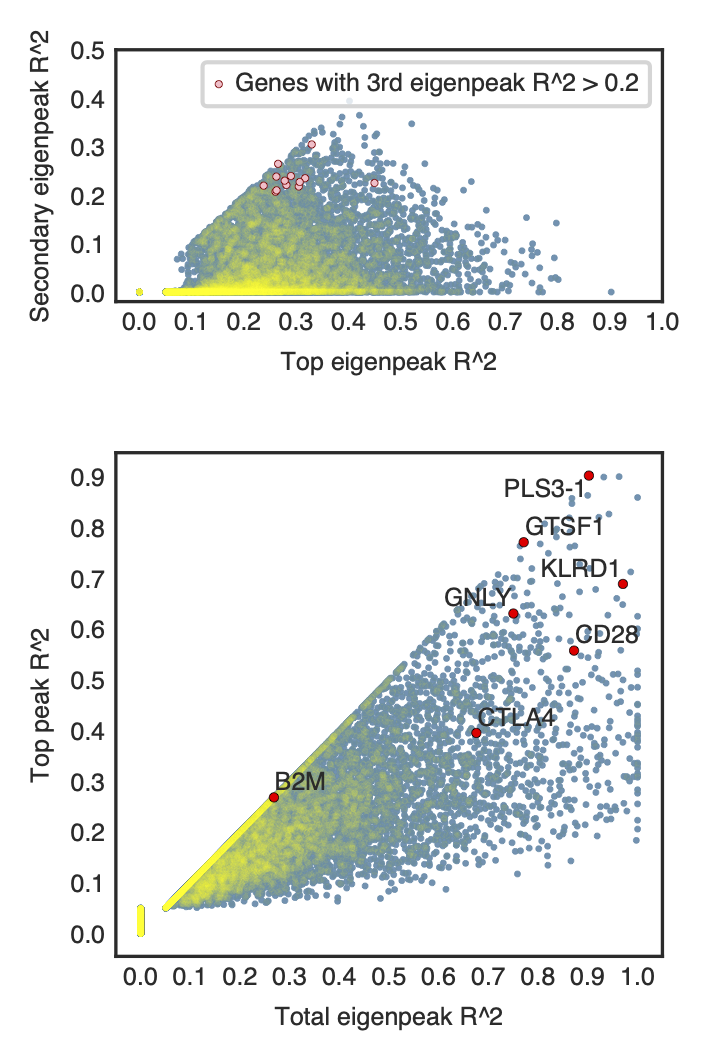 Secondary eigenpeak R^2
0.5
0.4
0.3
0.2
0.1
0.0
Genes with 3rd eigenpeak R^2 > 0.2
0.0 0.1 0.2 0.3 0.4 0.5 0.6 0.7 0.8 0.9 1.0
Top eigenpeak R^2
Top peak R^2
0.9
0.8
0.7
0.6
0.5
0.4
0.3
0.2
0.1
0.0
PLS3-1
GTSF1
KLRD1
GNLY
CD28
CTLA4
B2M
0.0 0.1 0.2 0.3 0.4 0.5 0.6 0.7 0.8 0.9 1.0
Total eigenpeak R^2